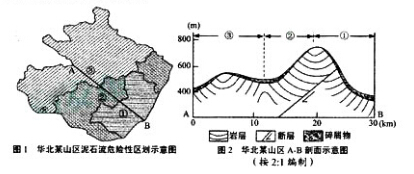 A
③
④
②
①
B
图 1 华北某山区泥石流危险性区划示意图
(m)
800
600
400
200
③
②
①
A
0
10
20
30 (km)
B
岩层
断层
碎屑物
图 2 华北某山区 A-B 剖面示意图
(按 2:1 编制)